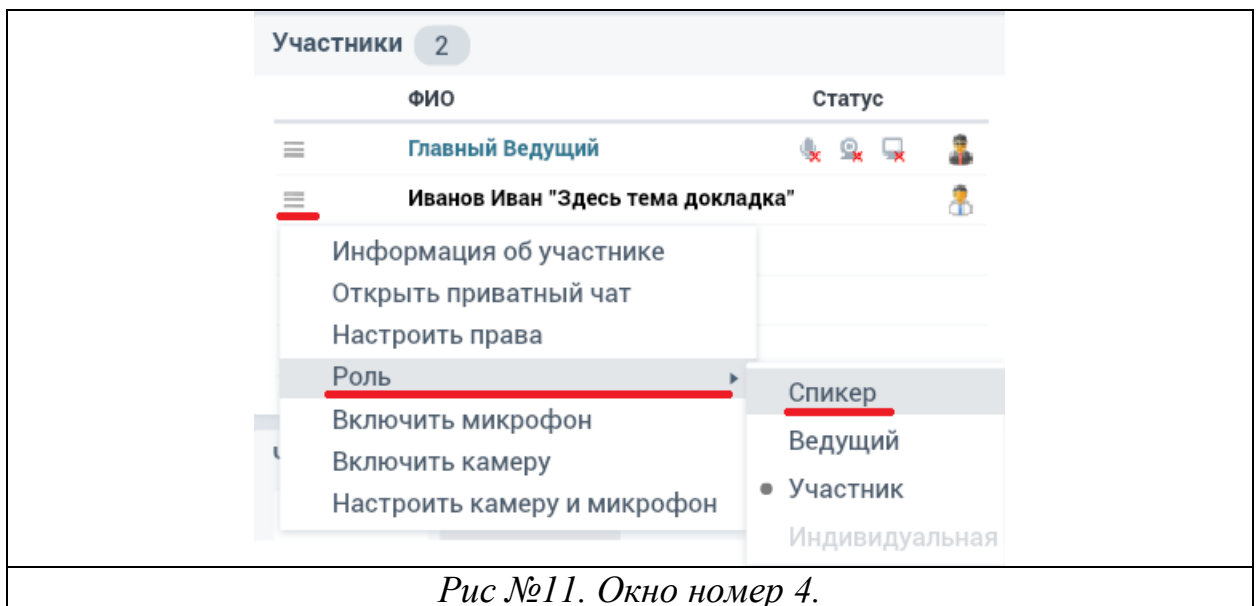 Участники 2
ФИО Статус
Главный Ведущий
Иванов Иван "Здесь тема докладка"
Информация об участнике
Открыть приватный чат
Настроить права
Роль
Включить микрофон
Включить камеру
Настроить камеру и микрофон
Спикер
Ведущий
Участник
Индивидуальная
Рис №11. Окно номер 4.